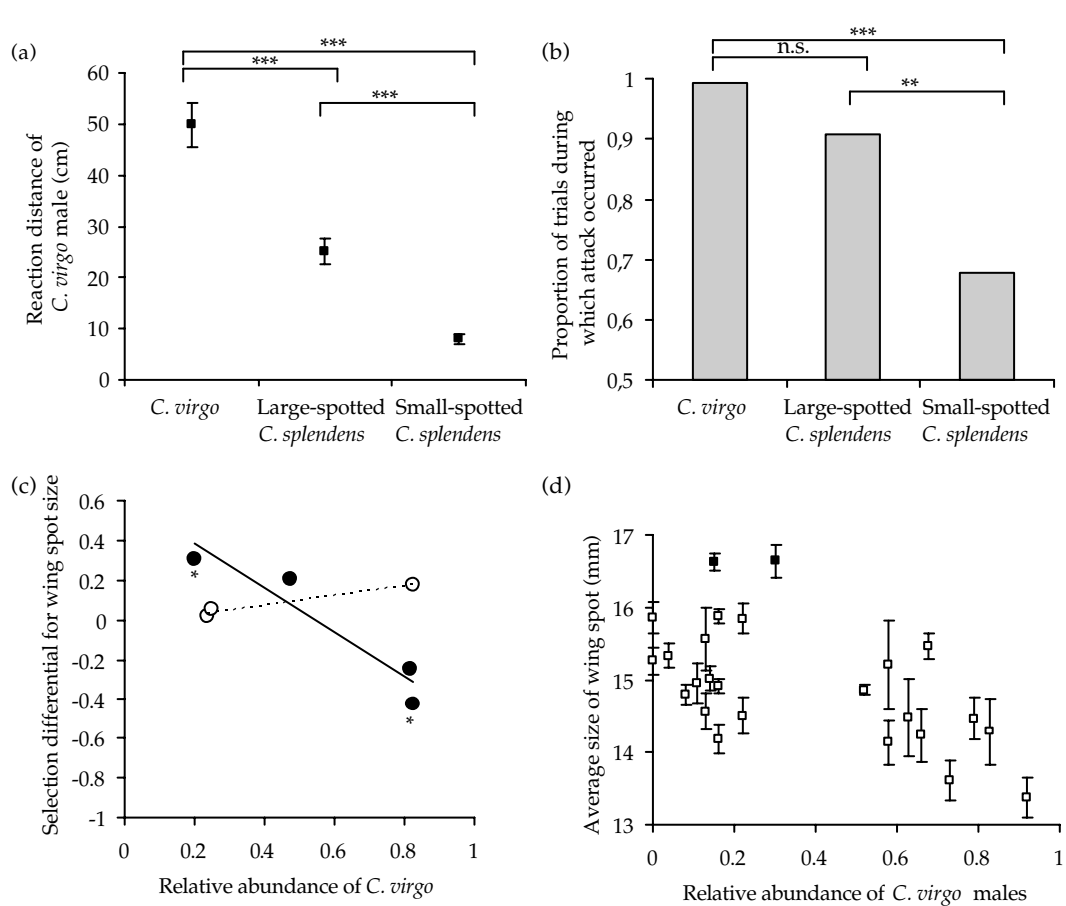 (a)
***
***
***
60
50
40
30
20
10
0
Reaction distance of
C. virgo male (cm)
C. virgo
Large-spotted
C. splendens
Small-spotted
C. splendens
(b)
***
n.s.
**
1
0,9
0,8
0,7
0,6
0,5
Proportion of trials during
which attack occurred
C. virgo
Large-spotted
C. splendens
Small-spotted
C. splendens
(c)
Selection differential for wing spot size
0.6
0.4
0.2
0
-0.2
-0.4
-0.6
-0.8
-1
*
*
0 0.2 0.4 0.6 0.8 1
Relative abundance of C. virgo
(d)
Average size of wing spot (mm)
17
16
15
14
13
0 0.2 0.4 0.6 0.8 1
Relative abundance of C. virgo males